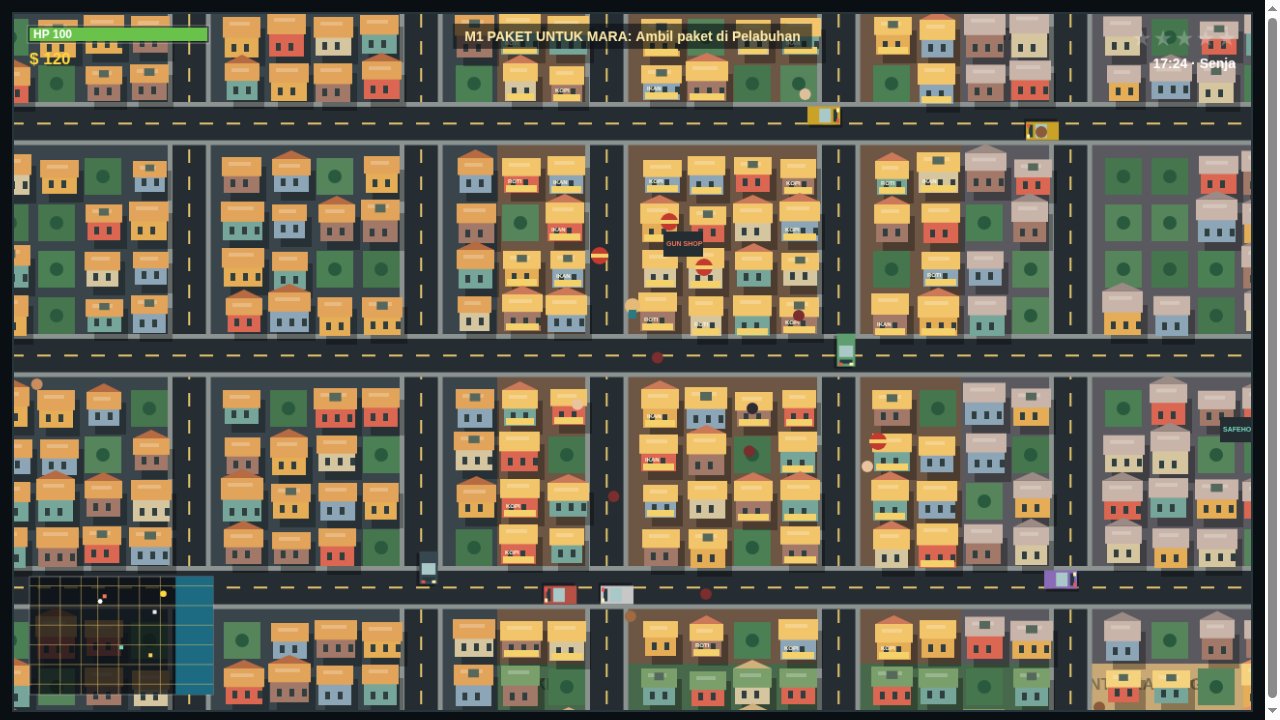 HP 100
M1 PAKET UNTUK MARA: Ambil paket di Pelabuhan
$ 120
★★★★★
17:24 · Senja
KOPI
KOPI
ROTI
IKAN
KOPI
KOPI
ROTI
IKAN
IKAN
KOPI
GUN SHOP
IKAN
ROTI
ROTI
KOPI
IKAN
IKAN
SAFEHO
IKAN
KOPI
KOPI
ROTI
KOPI